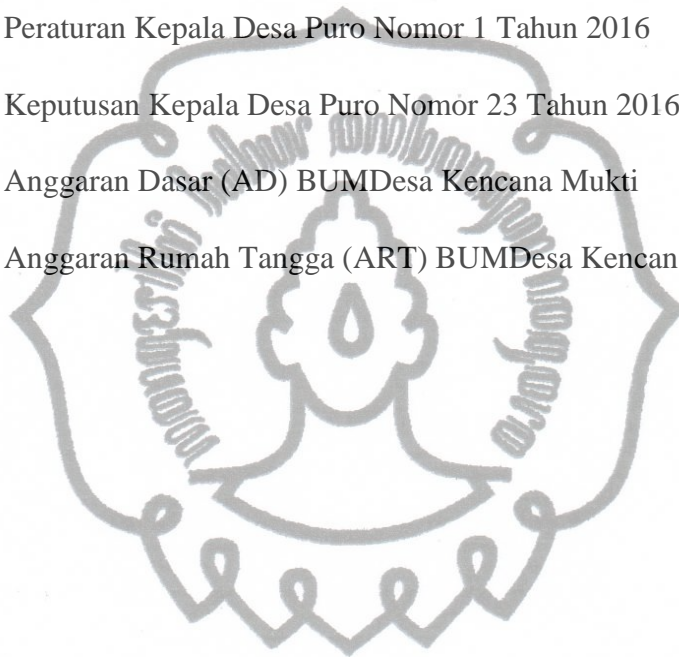 Peraturan Kepala Desa Puro Nomor 1 Tahun 2016
Keputusan Kepala Desa Puro Nomor 23 Tahun 2016
Anggaran Dasar (AD) BUMDesa Kencana Mukti
Anggaran Rumah Tangga (ART) BUMDesa Kencan